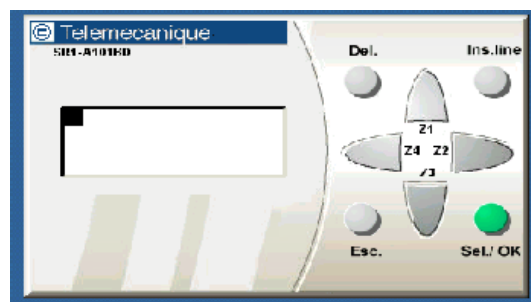 Telemecanique
SR1-A101BD
Del.
Ins.line
Z1
Z4 Z2
Z3
Esc.
Sel./ OK